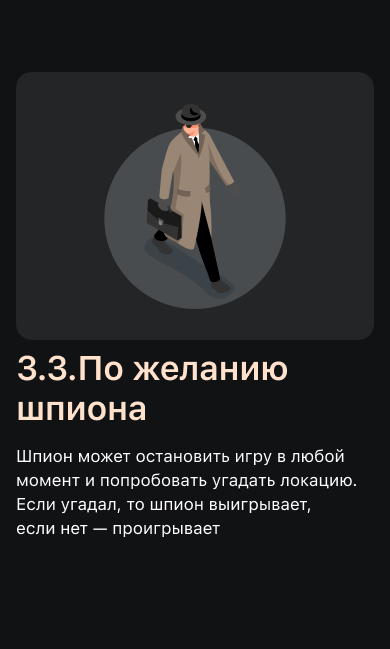 3.3.По желанию
шпиона
Шпион может остановить игру в любой
момент и попробовать угадать локацию.
Если угадал, то шпион выигрывает,
если нет — проигрывает